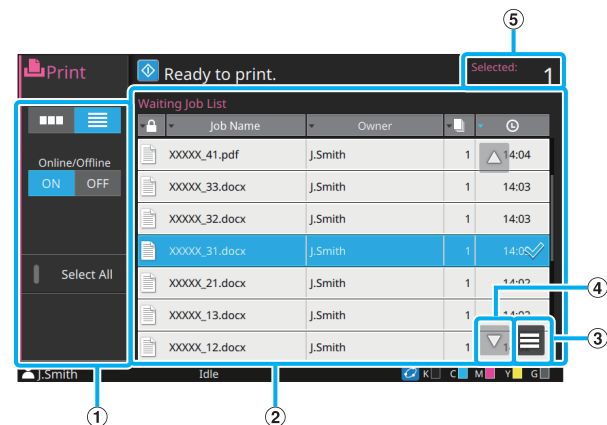 5
Print
Ready to print.
Selected:
1
Waiting Job List
Job Name Owner
Online/Offline
ON OFF
Select All
XXXXX_41.pdf J.Smith 1 14:04
XXXXX_33.docx J.Smith 1 14:03
XXXXX_32.docx J.Smith 1 14:03
XXXXX_31.docx J.Smith 1
XXXXX_21.docx J.Smith 1 14:02
XXXXX_13.docx J.Smith 1
XXXXX_12.docx J.Smith 1
4
3
J.Smith Idle K C M Y G
1 2